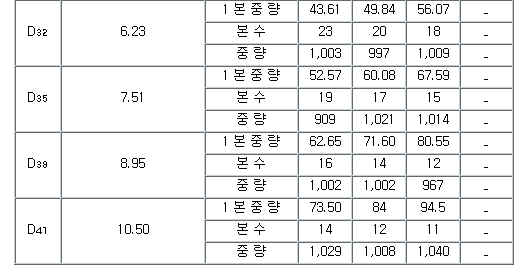 D32 6.23 1 본 중 량 43.61 49.84 56.07 -
본 수 23 20 18 -
중 량 1,003 997 1,009 -
D35 7.51 1 본 중 량 52.57 60.08 67.59 -
본 수 19 17 15 -
중 량 909 1,021 1,014 -
D39 8.95 1 본 중 량 62.65 71.60 80.55 -
본 수 16 14 12 -
중 량 1,002 1,002 967 -
D41 10.50 1 본 중 량 73.50 84 94.5 -
본 수 14 12 11 -
중 량 1,029 1,008 1,040 -